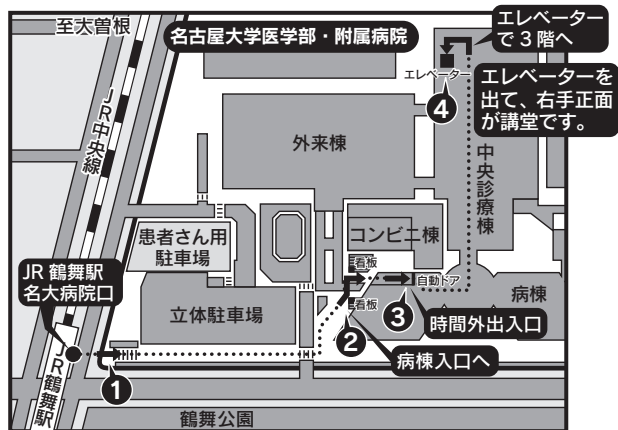 至大曽根
名古屋大学医学部・附属病院
エレベーター
で3階へ
エレベーターを
出て、右手正面
が講堂です。
エレベーター
④
JR中央線
外来棟
中央診療棟
患者さん用
駐車場
コンビニ棟
看板
自動ドア
病棟
JR鶴舞駅
名大病院口
立体駐車場
看板
③
時間外出入口
②
病棟入口へ
①
JR鶴舞駅
鶴舞公園